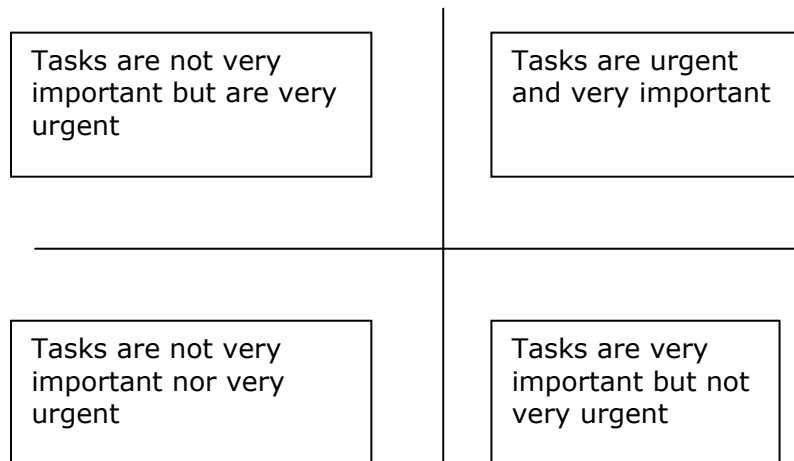 Tasks are not very
important but are very
urgent
Tasks are urgent
and very important
Tasks are not very
important nor very
urgent
Tasks are very
important but not
very urgent